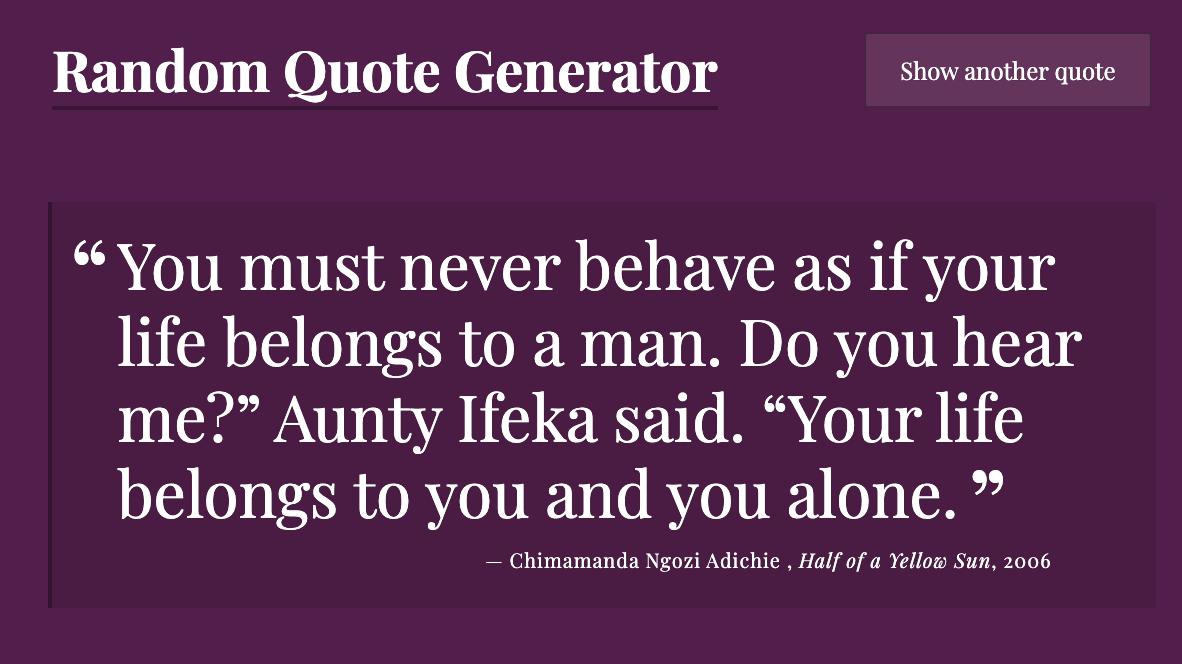 Random Quote Generator
Show another quote
“ You must never behave as if your
life belongs to a man. Do you hear
me?” Aunty Ifeka said. “Your life
belongs to you and you alone. ”
— Chimamanda Ngozi Adichie , Half of a Yellow Sun, 2006